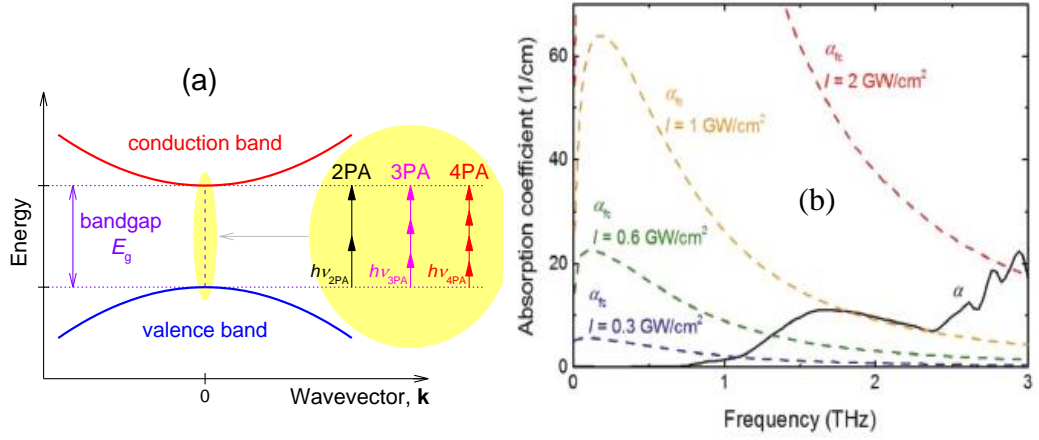 (a)
conduction band
2PA 3PA 4PA
Energy
bandgap
E_g
hν_2PA hν_3PA hν_4PA
valence band
0
Wavevector, k
Absorption coefficient (1/cm)
60
40
20
0
α_fc
I = 2 GW/cm²
α_fc
I = 1 GW/cm²
(b)
α_fc
I = 0.6 GW/cm²
α_fc
I = 0.3 GW/cm²
α
0 1 2 3
Frequency (THz)